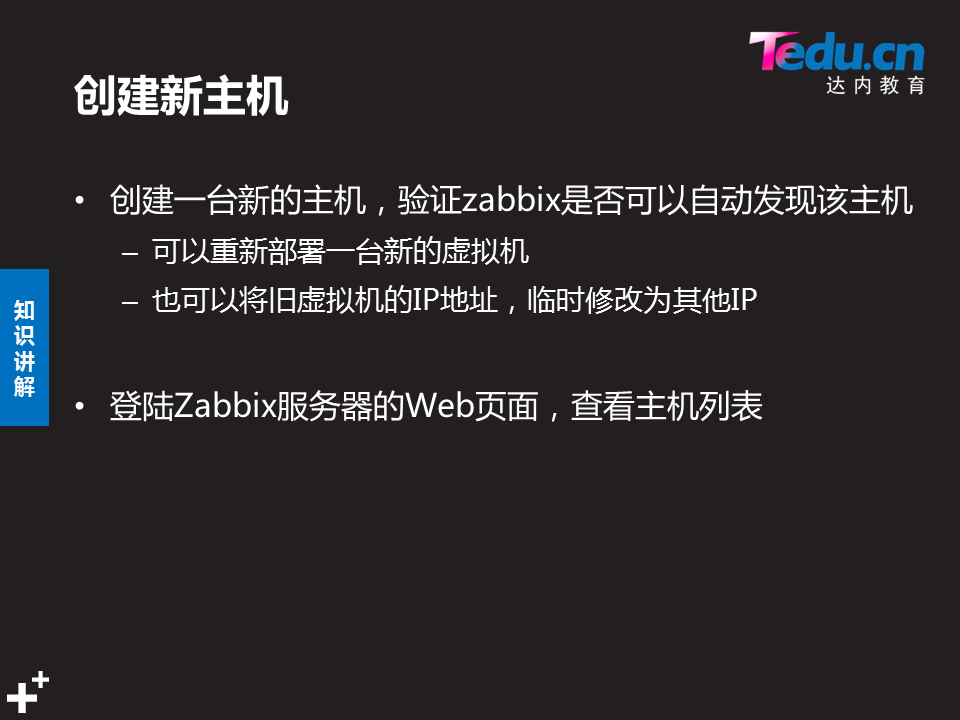 Tedu.cn
达内教育
创建新主机
• 创建一台新的主机，验证zabbix是否可以自动发现该主机
– 可以重新部署一台新的虚拟机
– 也可以将旧虚拟机的IP地址，临时修改为其他IP
知识讲解
• 登陆Zabbix服务器的Web页面，查看主机列表